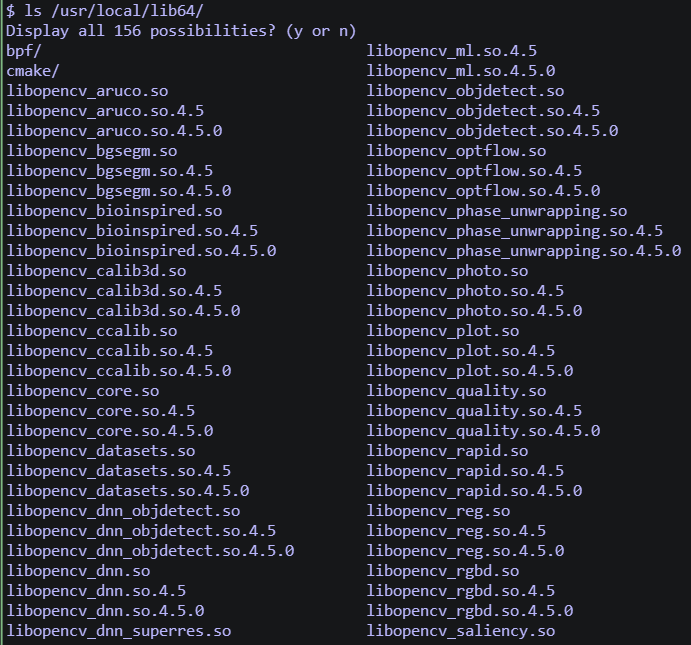 $ ls /usr/local/lib64/
Display all 156 possibilities? (y or n)
bpf/ libopencv_ml.so.4.5
cmake/ libopencv_ml.so.4.5.0
libopencv_aruco.so libopencv_objdetect.so
libopencv_aruco.so.4.5 libopencv_objdetect.so.4.5
libopencv_aruco.so.4.5.0 libopencv_objdetect.so.4.5.0
libopencv_bgsegm.so libopencv_optflow.so
libopencv_bgsegm.so.4.5 libopencv_optflow.so.4.5
libopencv_bgsegm.so.4.5.0 libopencv_optflow.so.4.5.0
libopencv_bioinspired.so libopencv_phase_unwrapping.so
libopencv_bioinspired.so.4.5 libopencv_phase_unwrapping.so.4.5
libopencv_bioinspired.so.4.5.0 libopencv_phase_unwrapping.so.4.5.0
libopencv_calib3d.so libopencv_photo.so
libopencv_calib3d.so.4.5 libopencv_photo.so.4.5
libopencv_calib3d.so.4.5.0 libopencv_photo.so.4.5.0
libopencv_ccalib.so libopencv_plot.so
libopencv_ccalib.so.4.5 libopencv_plot.so.4.5
libopencv_ccalib.so.4.5.0 libopencv_plot.so.4.5.0
libopencv_core.so libopencv_quality.so
libopencv_core.so.4.5 libopencv_quality.so.4.5
libopencv_core.so.4.5.0 libopencv_quality.so.4.5.0
libopencv_datasets.so libopencv_rapid.so
libopencv_datasets.so.4.5 libopencv_rapid.so.4.5
libopencv_datasets.so.4.5.0 libopencv_rapid.so.4.5.0
libopencv_dnn_objdetect.so libopencv_reg.so
libopencv_dnn_objdetect.so.4.5 libopencv_reg.so.4.5
libopencv_dnn_objdetect.so.4.5.0 libopencv_reg.so.4.5.0
libopencv_dnn.so libopencv_rgbd.so
libopencv_dnn.so.4.5 libopencv_rgbd.so.4.5
libopencv_dnn.so.4.5.0 libopencv_rgbd.so.4.5.0
libopencv_dnn_superres.so libopencv_saliency.so